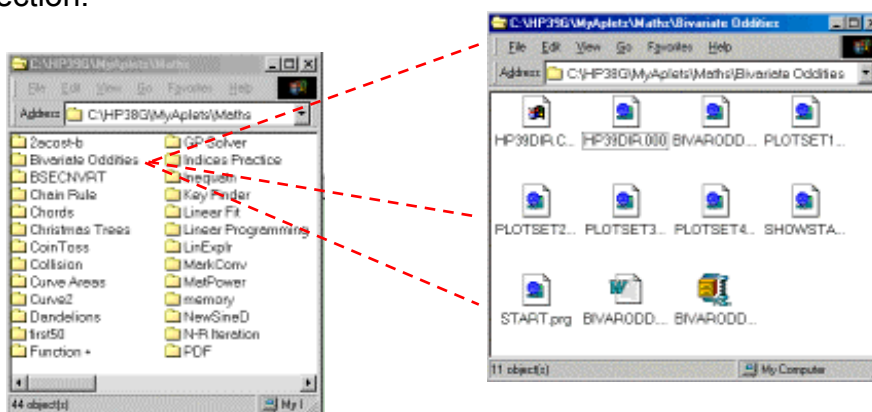 ection.
C:\HP39G\MyAplets\Maths
File Edit View Go Favorites Help
Address C:\HP38G\MyAplets\Maths
2acost-b GP Solver
Bivariate Oddities Indices Practice
BSECNVRT Inequath
Chain Rule Key Finder
Chords Linear Fit
Christmas Trees Linear Programming
CoinToss LinExplr
Collision MarkConv
Curve Areas MatPower
Curve2 memory
Dandelions NewSineD
first50 N-R Iteration
Function + PDF
44 object(s) My
C:\HP39G\MyAplets\Maths\Bivariate Oddities
File Edit View Go Favorites Help
Address C:\HP38G\MyAplets\Maths\Bivariate Oddities
HP39DIR.C... HP39DIR.000 BIVARODD... PLOTSET1...
PLOTSET2... PLOTSET3... PLOTSET4... SHOWSTA...
START.prg BIVARODD... BIVARODD...
11 object(s) My Computer